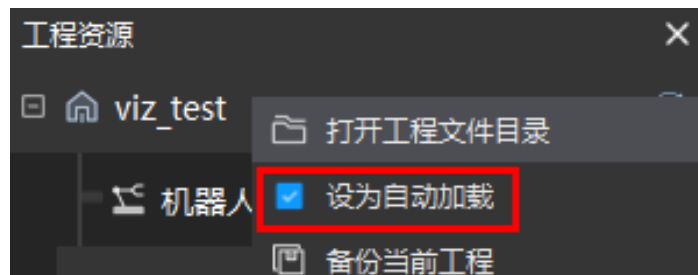 工程资源
viz_test
打开工程文件目录
机器人
设为自动加载
备份当前工程